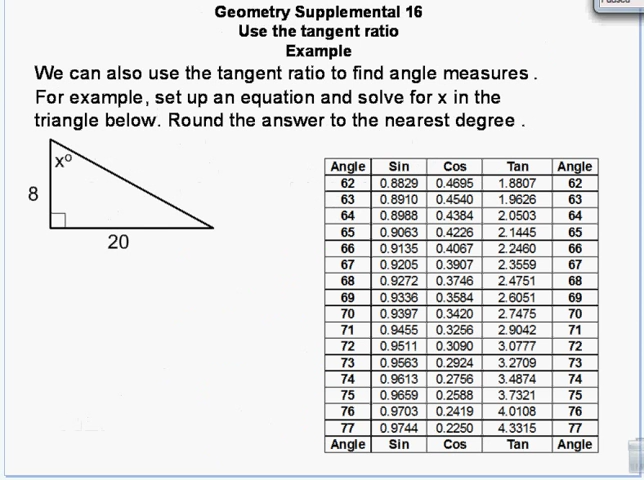 Geometry Supplemental 16
Use the tangent ratio
Example
We can also use the tangent ratio to find angle measures .
For example, set up an equation and solve for x in the
triangle below. Round the answer to the nearest degree .
xº
8
20
Angle Sin Cos Tan Angle
62 0.8829 0.4695 1.8807 62
63 0.8910 0.4540 1.9626 63
64 0.8988 0.4384 2.0503 64
65 0.9063 0.4226 2.1445 65
66 0.9135 0.4067 2.2460 66
67 0.9205 0.3907 2.3559 67
68 0.9272 0.3746 2.4751 68
69 0.9336 0.3584 2.6051 69
70 0.9397 0.3420 2.7475 70
71 0.9455 0.3256 2.9042 71
72 0.9511 0.3090 3.0777 72
73 0.9563 0.2924 3.2709 73
74 0.9613 0.2756 3.4874 74
75 0.9659 0.2588 3.7321 75
76 0.9703 0.2419 4.0108 76
77 0.9744 0.2250 4.3315 77
Angle Sin Cos Tan Angle